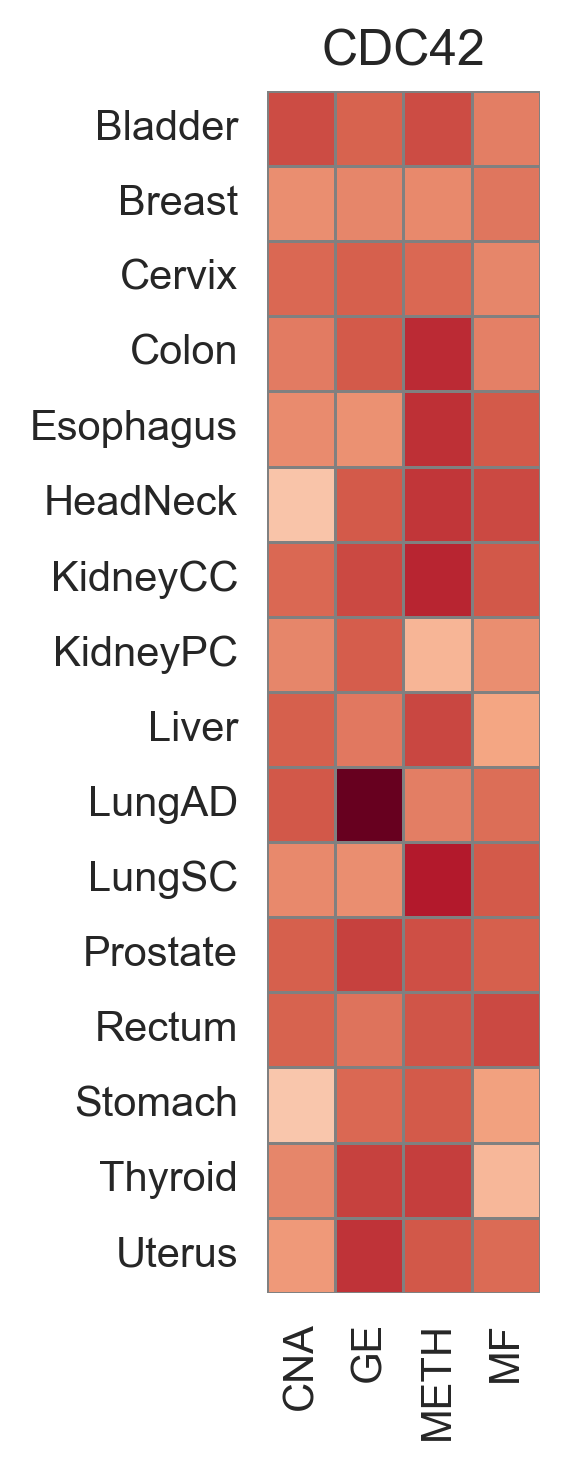 CDC42
Bladder
Breast
Cervix
Colon
Esophagus
HeadNeck
KidneyCC
KidneyPC
Liver
LungAD
LungSC
Prostate
Rectum
Stomach
Thyroid
Uterus
CNA
GE
METH
MF